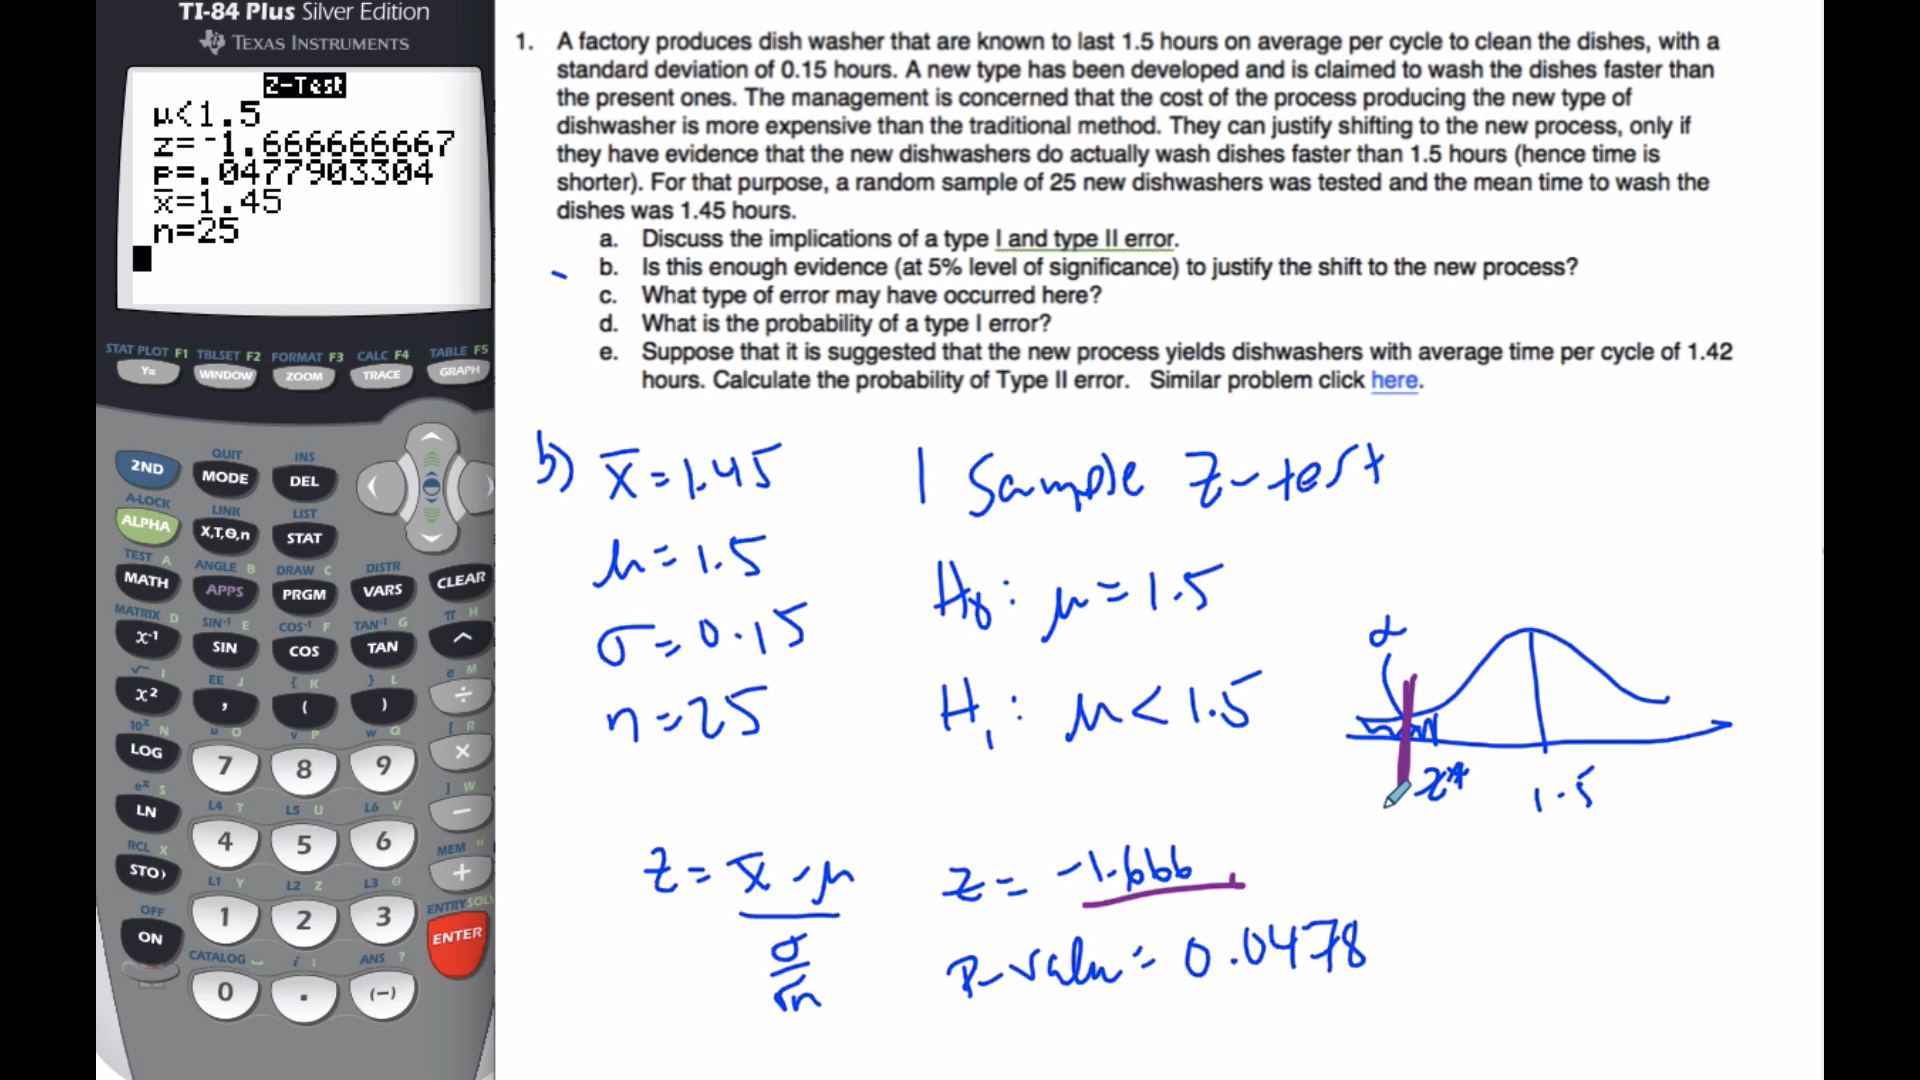 TI-84 Plus Silver Edition
TEXAS INSTRUMENTS
Z-Test
μ<1.5
z=-1.666666667
p=.0477903304
x̄=1.45
n=25
STAT PLOT F1 TBLSET F2 FORMAT F3 CALC F4 TABLE F5
Y= WINDOW ZOOM TRACE GRAPH
QUIT INS
2ND MODE DEL
A-LOCK LINK LIST
ALPHA X,T,Θ,n STAT
TEST A ANGLE B DRAW C DISTR
MATH APPS PRGM VARS CLEAR
MATRIX D SIN-1 E COS-1 F TAN-1 G π H
x-1 SIN COS TAN ^
√ I EE J { K } L e M
x2 , ( ) ÷
10x N u O v P w Q [ R
LOG 7 8 9 ×
ex S L4 T L5 U L6 V ] W
LN 4 5 6 −
RCL X L1 Y L2 Z L3 θ MEM "
STO› 1 2 3 +
OFF CATALOG i : ANS ? ENTRY SOLV
ON 0 . (−) ENTER
1. A factory produces dish washer that are known to last 1.5 hours on average per cycle to clean the dishes, with a
standard deviation of 0.15 hours. A new type has been developed and is claimed to wash the dishes faster than
the present ones. The management is concerned that the cost of the process producing the new type of
dishwasher is more expensive than the traditional method. They can justify shifting to the new process, only if
they have evidence that the new dishwashers do actually wash dishes faster than 1.5 hours (hence time is
shorter). For that purpose, a random sample of 25 new dishwashers was tested and the mean time to wash the
dishes was 1.45 hours.
a. Discuss the implications of a type I and type II error.
b. Is this enough evidence (at 5% level of significance) to justify the shift to the new process?
c. What type of error may have occurred here?
d. What is the probability of a type I error?
e. Suppose that it is suggested that the new process yields dishwashers with average time per cycle of 1.42
hours. Calculate the probability of Type II error. Similar problem click here.
b) x̄ = 1.45
μ = 1.5
σ = 0.15
n = 25
1 Sample Z-test
H0: μ = 1.5
H1: μ < 1.5
α
z*
1.5
z = x̄ - μ
σ
√n
z = -1.666
P-valu = 0.0478